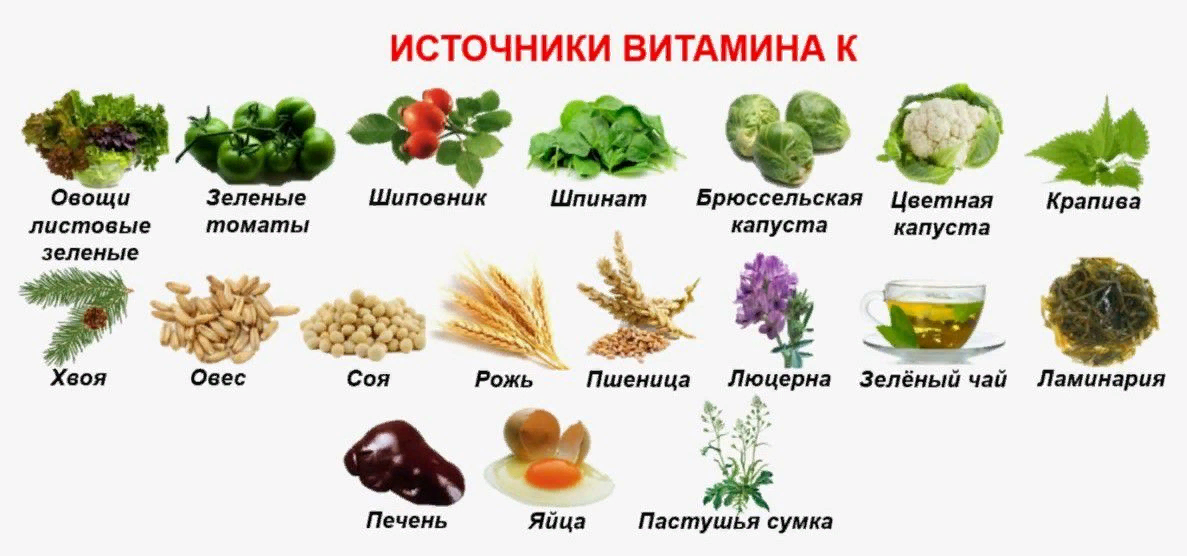 ИСТОЧНИКИ ВИТАМИНА К
Овощи
листовые
зеленые
Зеленые
томаты
Шиповник
Шпинат
Брюссельская
капуста
Цветная
капуста
Крапива
Хвоя
Овес
Соя
Рожь
Пшеница
Люцерна
Зелёный чай
Ламинария
Печень
Яйца
Пастушья сумка